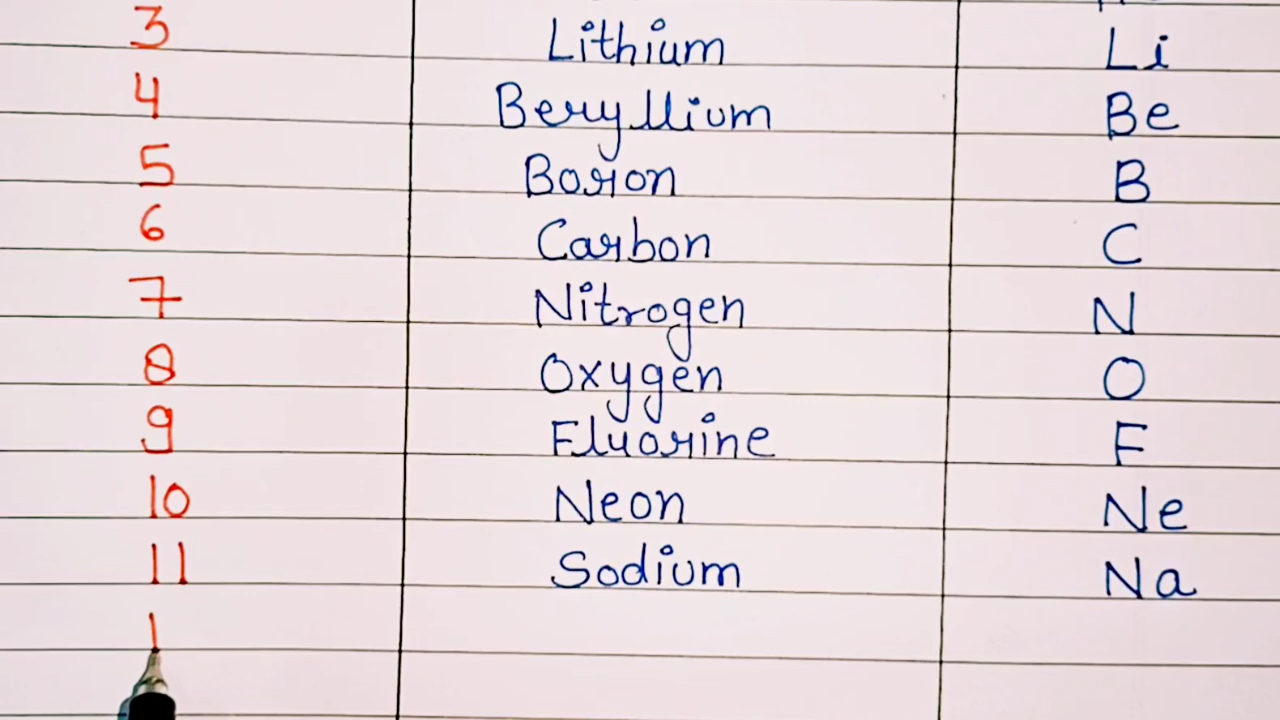 3 Lithium Li
4 Beryllium Be
5 Boron B
6 Carbon C
7 Nitrogen N
8 Oxygen O
9 Fluorine F
10 Neon Ne
11 Sodium Na
1